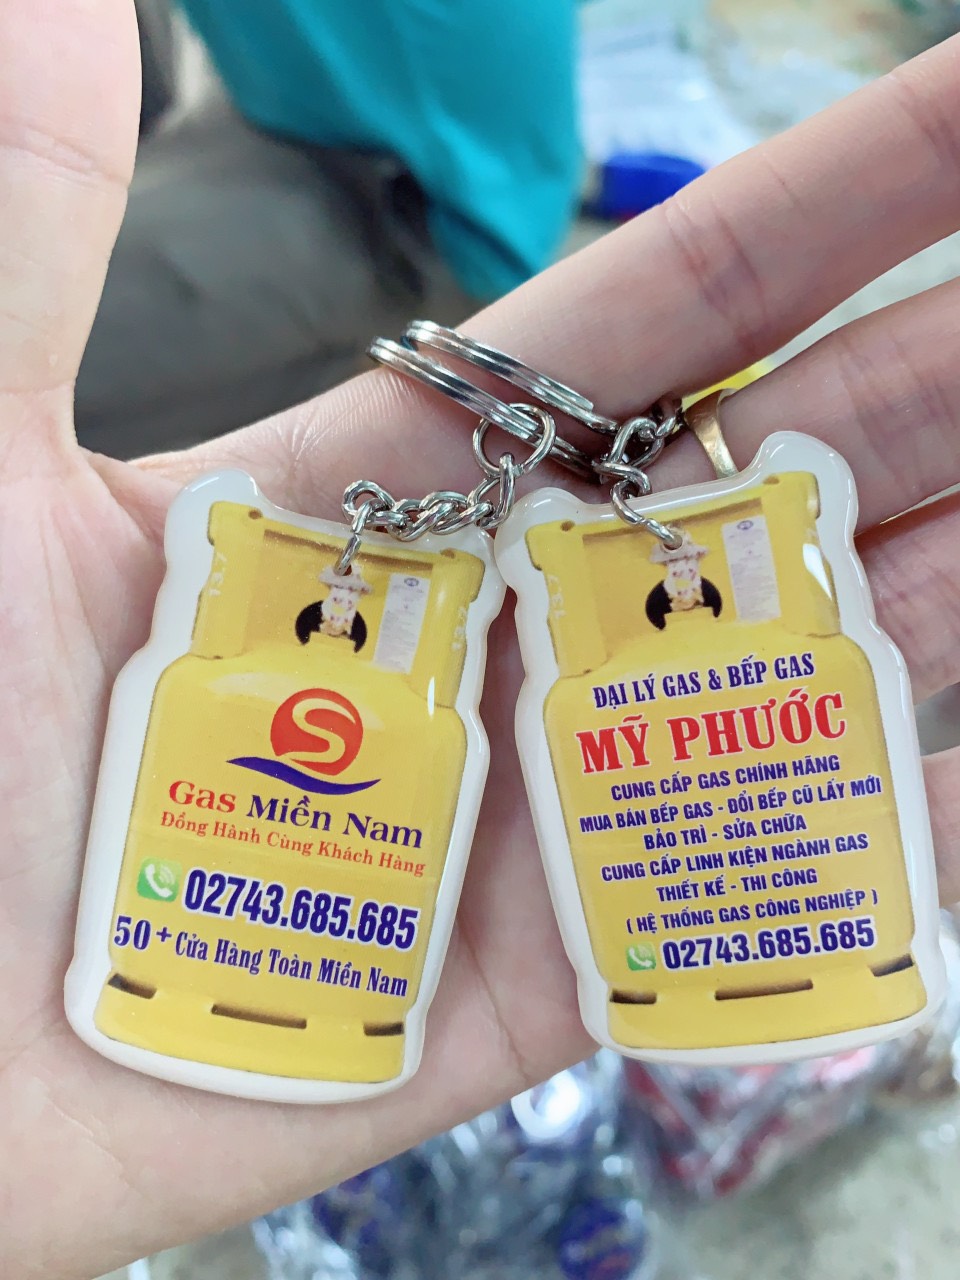 S
Gas Miền Nam
Đồng Hành Cùng Khách Hàng
02743.685.685
50+ Cửa Hàng Toàn Miền Nam
ĐẠI LÝ GAS & BẾP GAS
MỸ PHƯỚC
CUNG CẤP GAS CHÍNH HÃNG
MUA BÁN BẾP GAS - ĐỔI BẾP CŨ LẤY MỚI
BẢO TRÌ - SỬA CHỮA
CUNG CẤP LINH KIỆN NGÀNH GAS
THIẾT KẾ - THI CÔNG
( HỆ THỐNG GAS CÔNG NGHIỆP )
02743.685.685